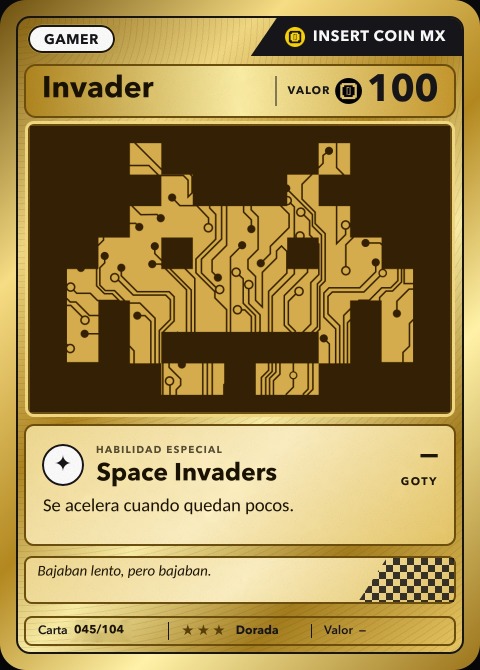 GAMER
INSERT COIN MX
Invader
VALOR 100
HABILIDAD ESPECIAL
Space Invaders
—
GOTY
Se acelera cuando quedan pocos.
Bajaban lento, pero bajaban.
Carta 045/104 ★ ★ ★ Dorada Valor –